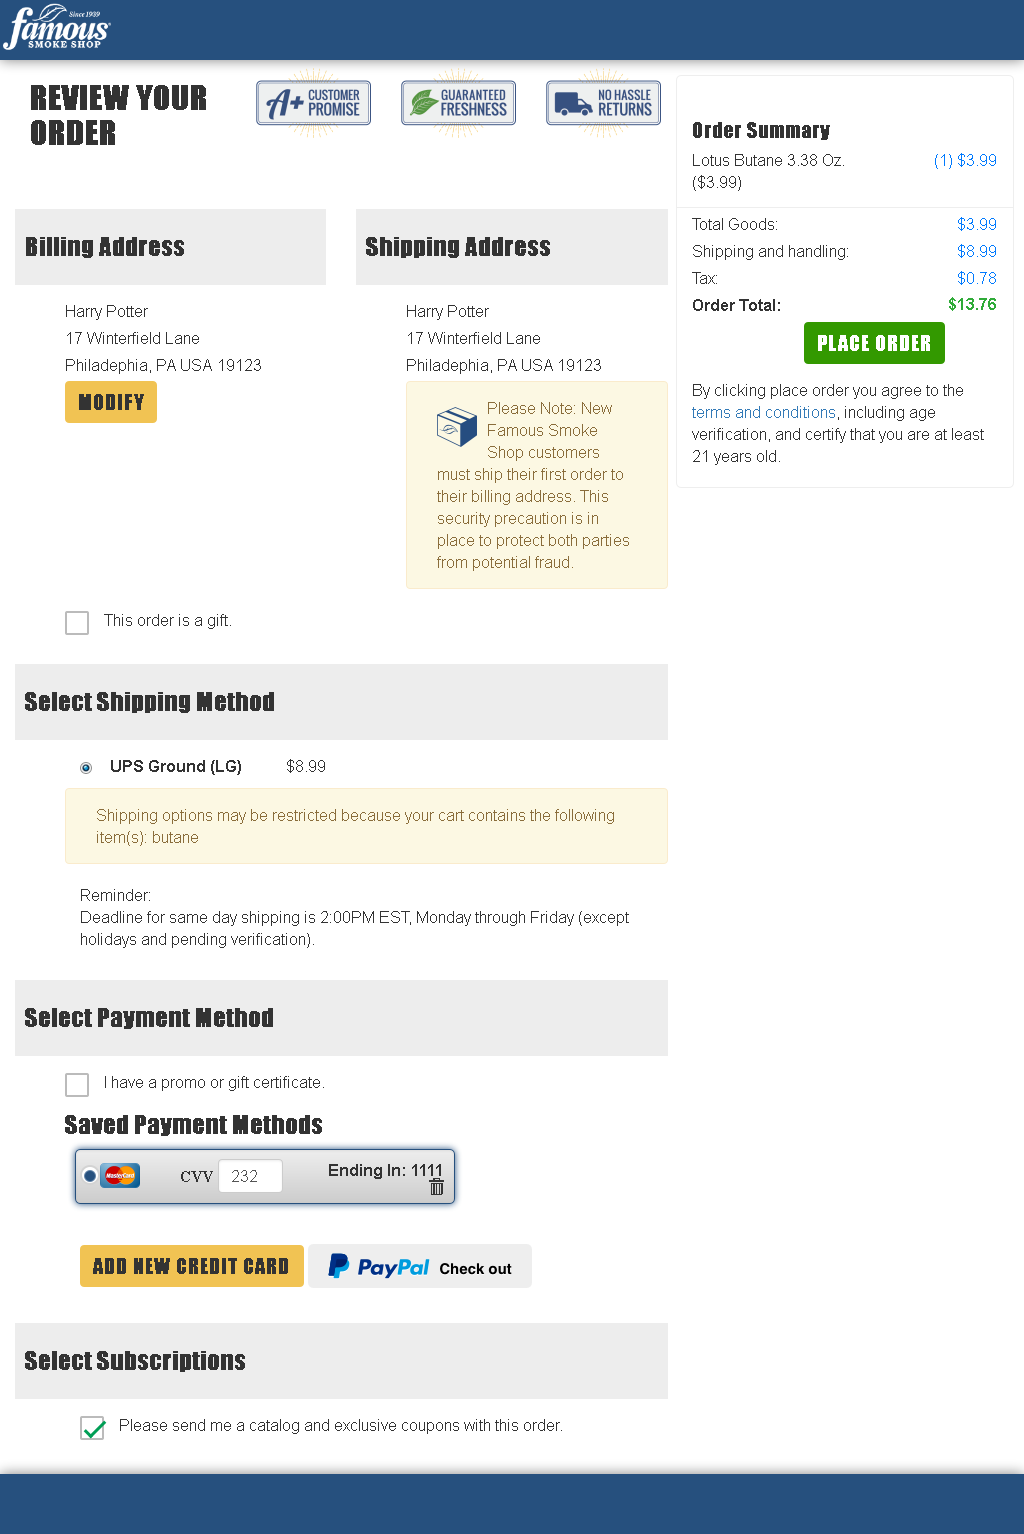 Since 1939
famous
SMOKE SHOP
REVIEW YOUR
ORDER
A+ CUSTOMER
PROMISE
GUARANTEED
FRESHNESS
NO HASSLE
RETURNS
Billing Address
Harry Potter
17 Winterfield Lane
Philadephia, PA USA 19123
MODIFY
Shipping Address
Harry Potter
17 Winterfield Lane
Philadephia, PA USA 19123
Please Note: New
Famous Smoke
Shop customers
must ship their first order to
their billing address. This
security precaution is in
place to protect both parties
from potential fraud.
This order is a gift.
Select Shipping Method
UPS Ground (LG) $8.99
Shipping options may be restricted because your cart contains the following
item(s): butane
Reminder:
Deadline for same day shipping is 2:00PM EST, Monday through Friday (except
holidays and pending verification).
Select Payment Method
I have a promo or gift certificate.
Saved Payment Methods
MasterCard CVV 232 Ending In: 1111
ADD NEW CREDIT CARD PayPal Check out
Select Subscriptions
Please send me a catalog and exclusive coupons with this order.
Order Summary
Lotus Butane 3.38 Oz. (1) $3.99
($3.99)
Total Goods: $3.99
Shipping and handling: $8.99
Tax: $0.78
Order Total: $13.76
PLACE ORDER
By clicking place order you agree to the
terms and conditions, including age
verification, and certify that you are at least
21 years old.